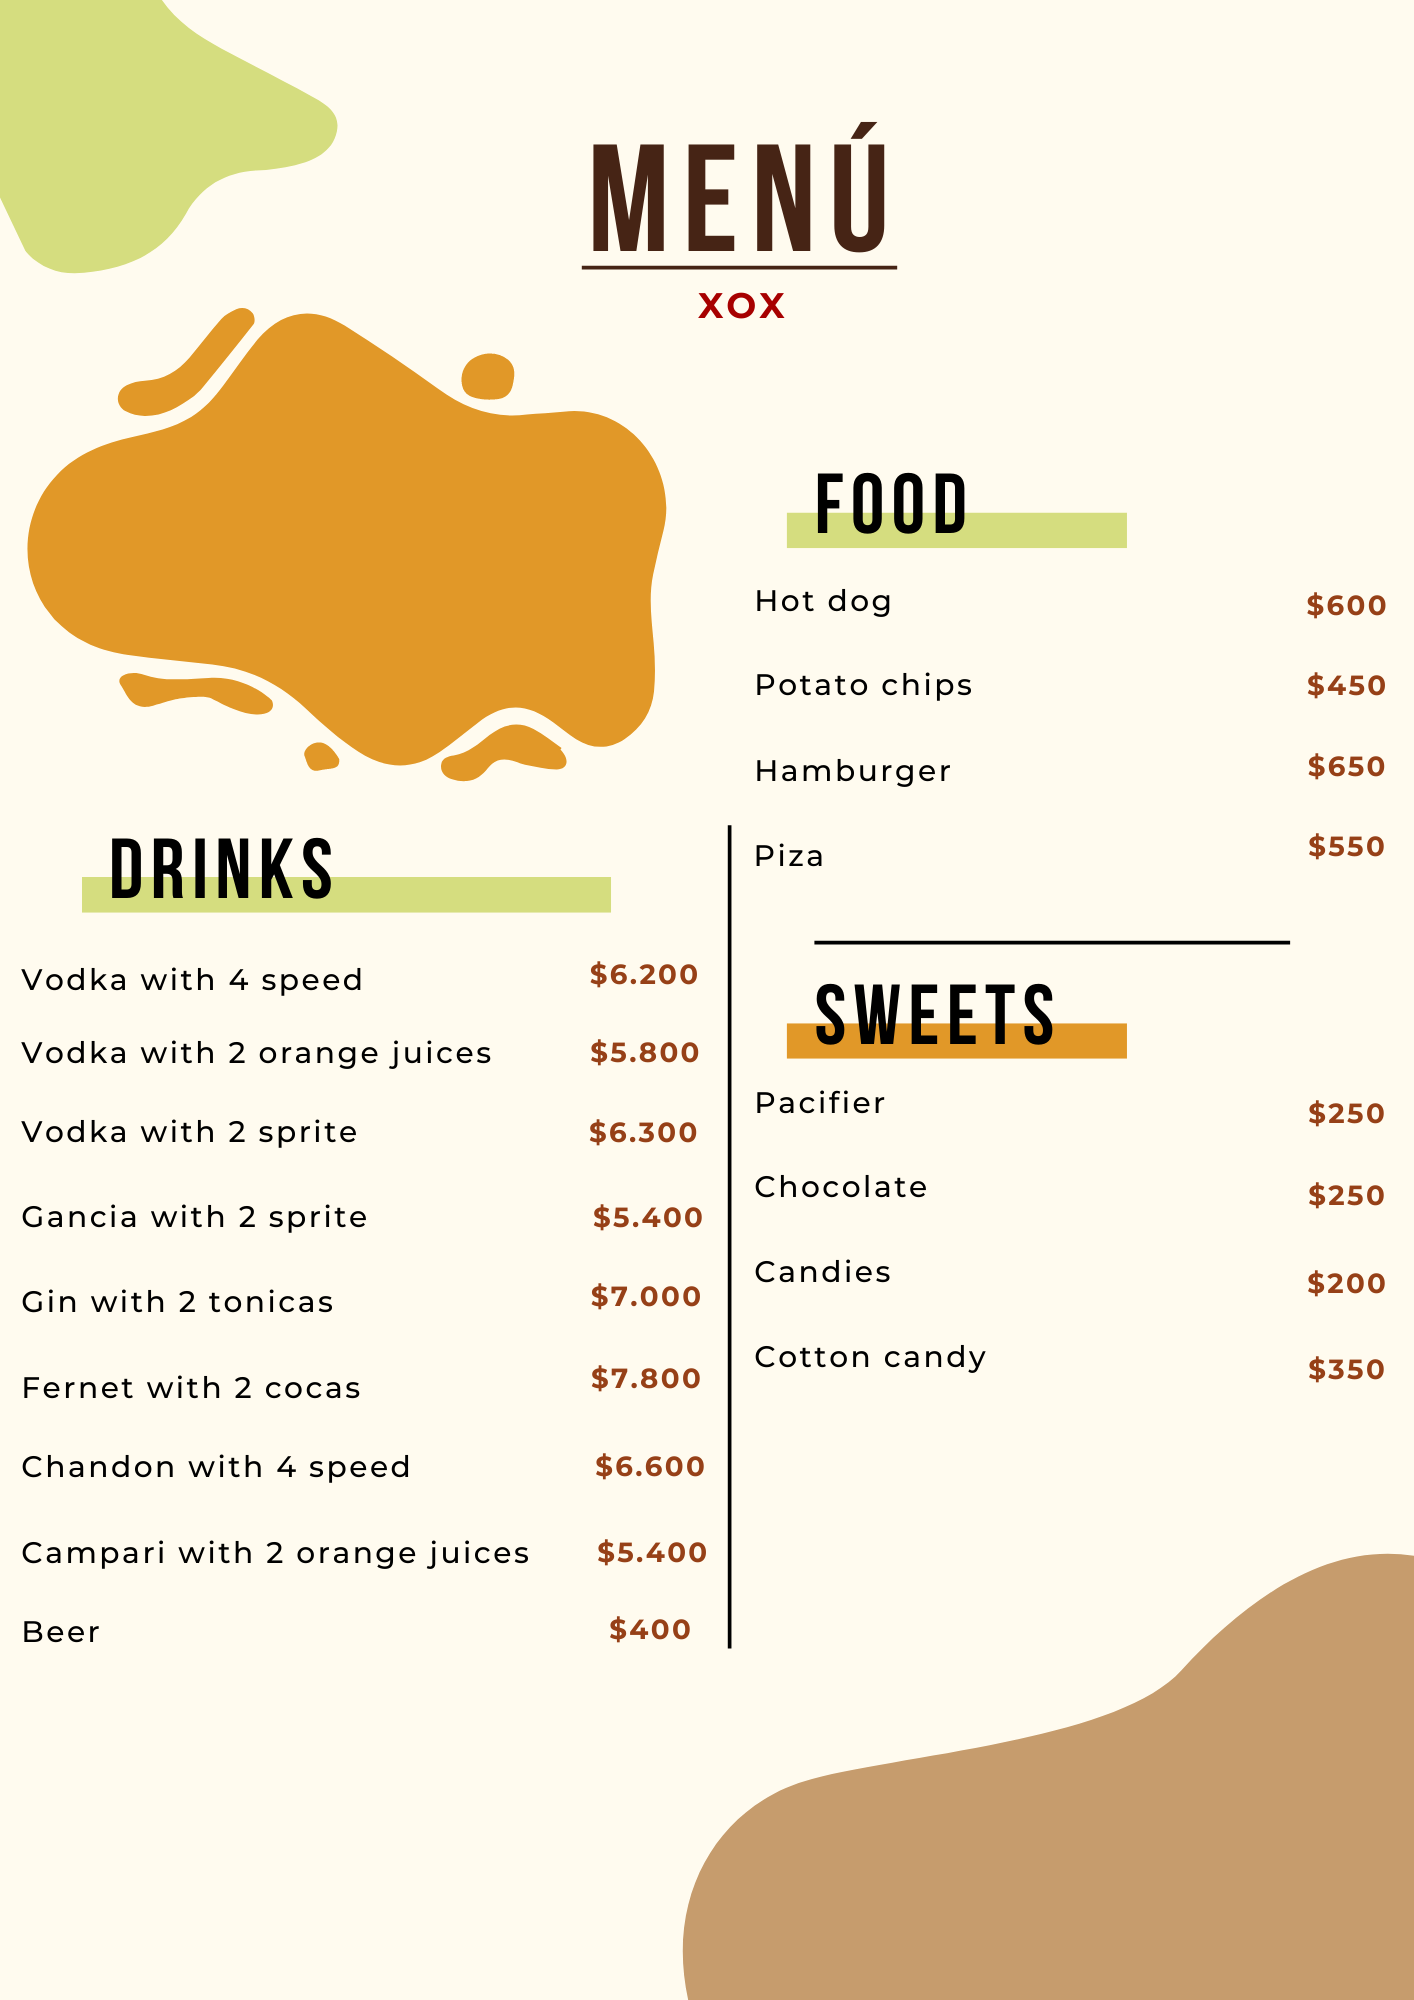 MENÚ
XOX
FOOD
Hot dog $600
Potato chips $450
Hamburger $650
Piza $550
DRINKS
Vodka with 4 speed $6.200
Vodka with 2 orange juices $5.800
Vodka with 2 sprite $6.300
Gancia with 2 sprite $5.400
Gin with 2 tonicas $7.000
Fernet with 2 cocas $7.800
Chandon with 4 speed $6.600
Campari with 2 orange juices $5.400
Beer $400
SWEETS
Pacifier $250
Chocolate $250
Candies $200
Cotton candy $350